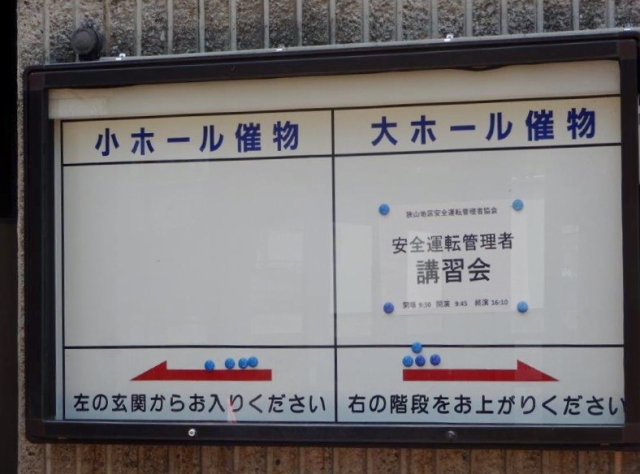 小ホール催物
大ホール催物
狭山地区安全運転管理者協会
安全運転管理者
講習会
開場 9:30 開演 9:45 終演 16:10
左の玄関からお入りください
右の階段をお上がりください